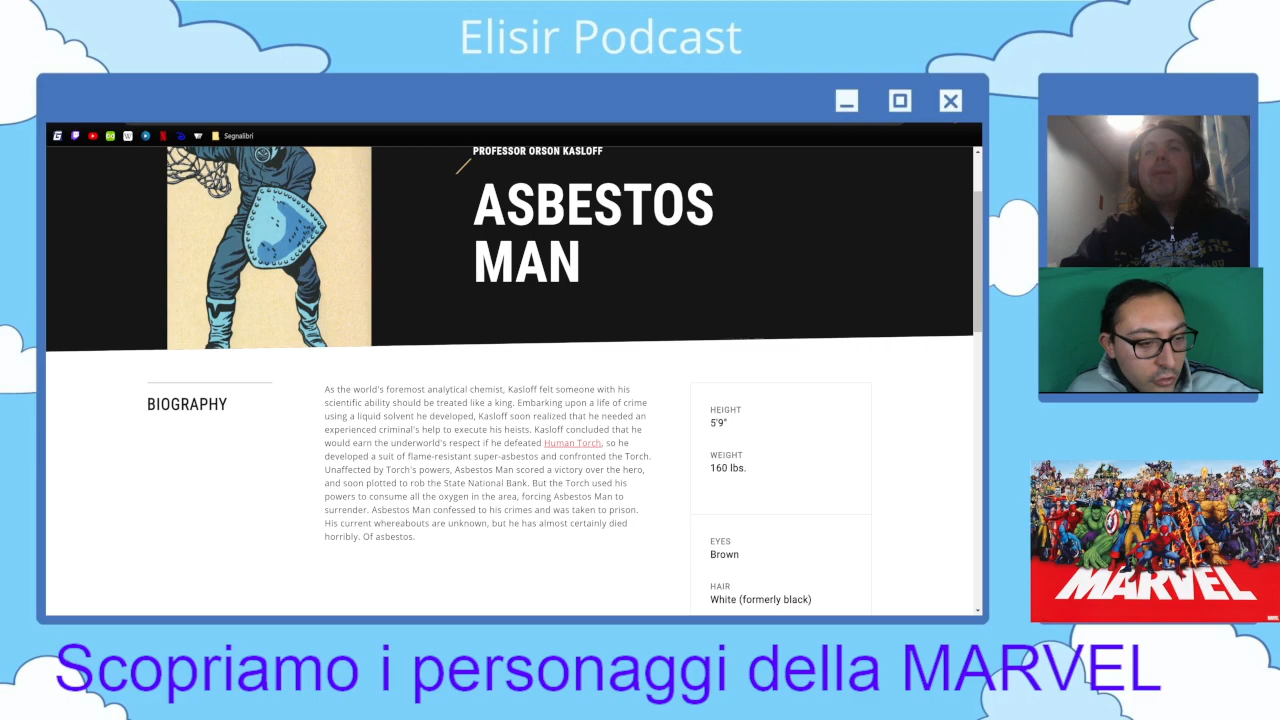 Elisir Podcast
Segnalibri
PROFESSOR ORSON KASLOFF
ASBESTOS
MAN
BIOGRAPHY
As the world's foremost analytical chemist, Kasloff felt someone with his
scientific ability should be treated like a king. Embarking upon a life of crime
using a liquid solvent he developed, Kasloff soon realized that he needed an
experienced criminal's help to execute his heists. Kasloff concluded that he
would earn the underworld's respect if he defeated Human Torch, so he
developed a suit of flame-resistant super-asbestos and confronted the Torch.
Unaffected by Torch's powers, Asbestos Man scored a victory over the hero,
and soon plotted to rob the State National Bank. But the Torch used his
powers to consume all the oxygen in the area, forcing Asbestos Man to
surrender. Asbestos Man confessed to his crimes and was taken to prison.
His current whereabouts are unknown, but he has almost certainly died
horribly. Of asbestos.
HEIGHT
5'9"
WEIGHT
160 lbs.
EYES
Brown
HAIR
White (formerly black)
MARVEL
Scopriamo i personaggi della MARVEL